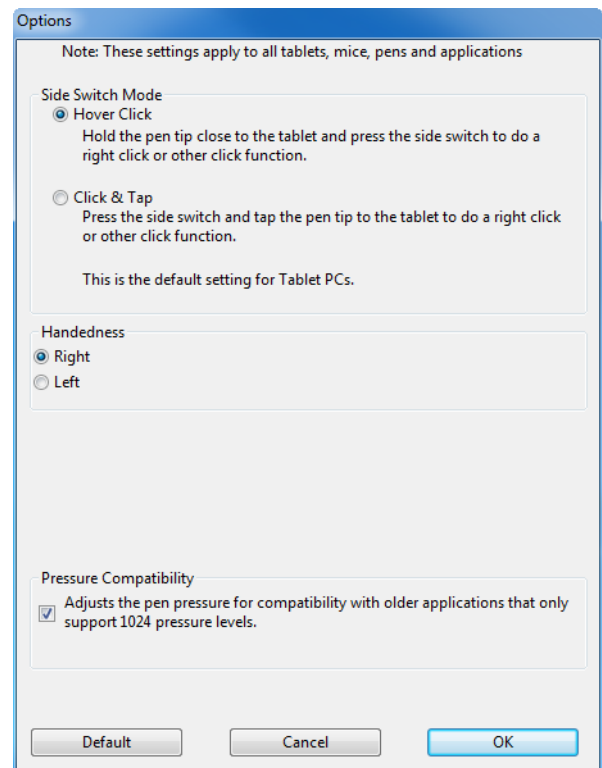 Options
Note: These settings apply to all tablets, mice, pens and applications
Side Switch Mode
Hover Click
Hold the pen tip close to the tablet and press the side switch to do a
right click or other click function.
Click & Tap
Press the side switch and tap the pen tip to the tablet to do a right click
or other click function.
This is the default setting for Tablet PCs.
Handedness
Right
Left
Pressure Compatibility
Adjusts the pen pressure for compatibility with older applications that only
support 1024 pressure levels.
Default
Cancel
OK